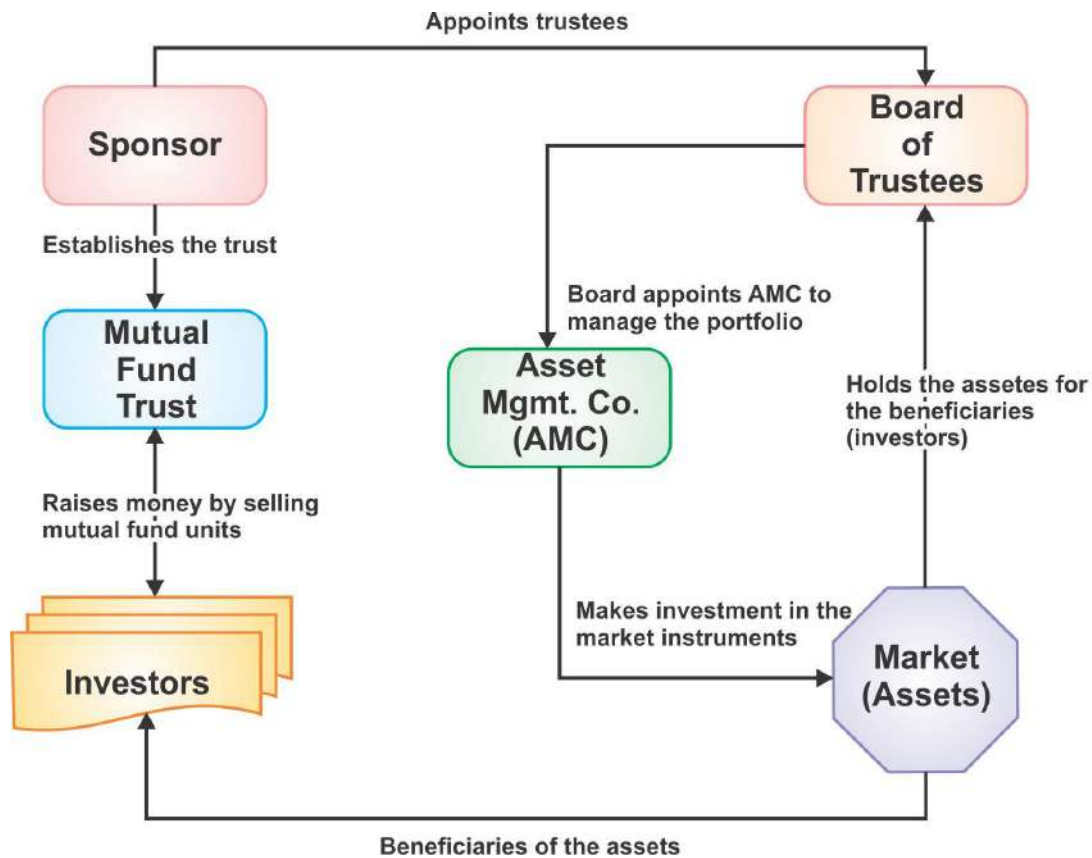 Appoints trustees
Sponsor
Board
of
Trustees
Establishes the trust
Board appoints AMC to
manage the portfolio
Mutual
Fund
Trust
Asset
Mgmt. Co.
(AMC)
Holds the assetes for
the beneficiaries
(investors)
Raises money by selling
mutual fund units
Makes investment in the
market instruments
Investors
Market
(Assets)
Beneficiaries of the assets